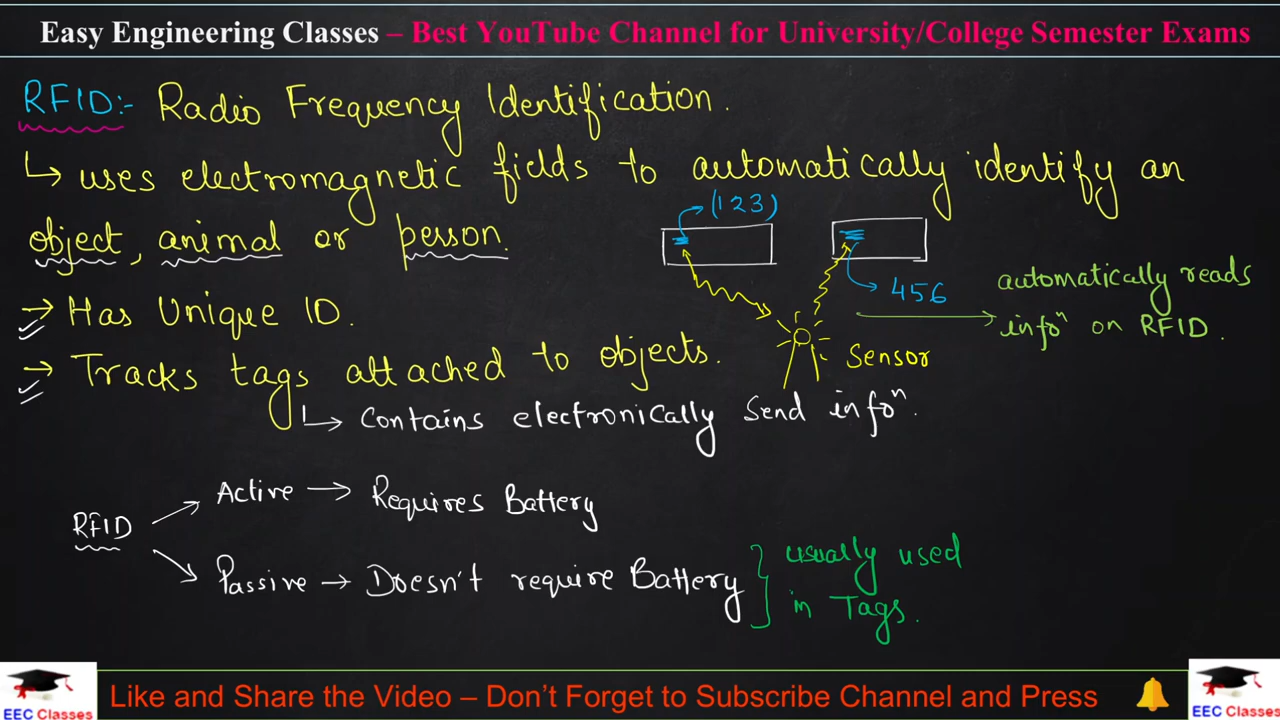 Easy Engineering Classes – Best YouTube Channel for University/College Semester Exams
RFID:- Radio Frequency Identification.
↳ uses electromagnetic fields to automatically identify an
object, animal or person.
(123)
456
→ Has Unique ID.
automatically reads
infoⁿ on RFID.
Sensor
→ Tracks tags attached to objects.
↳ Contains electronically Send infoⁿ.
RFID
Active → Requires Battery
Passive → Doesn't require Battery
usually used
in Tags.
Like and Share the Video – Don't Forget to Subscribe Channel and Press
EEC Classes
EEC Classes